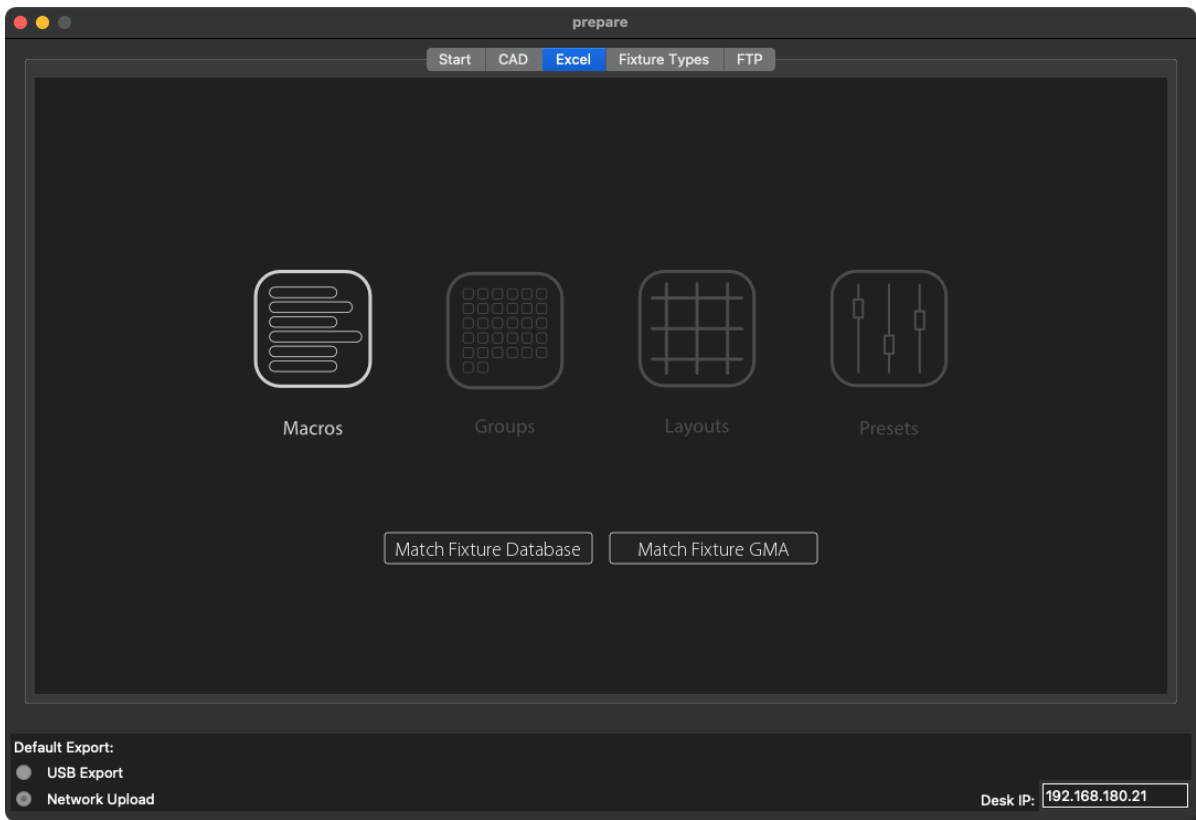 prepare
Start CAD Excel Fixture Types FTP
Macros Groups Layouts Presets
Match Fixture Database Match Fixture GMA
Default Export:
USB Export
Network Upload
Desk IP: 192.168.180.21